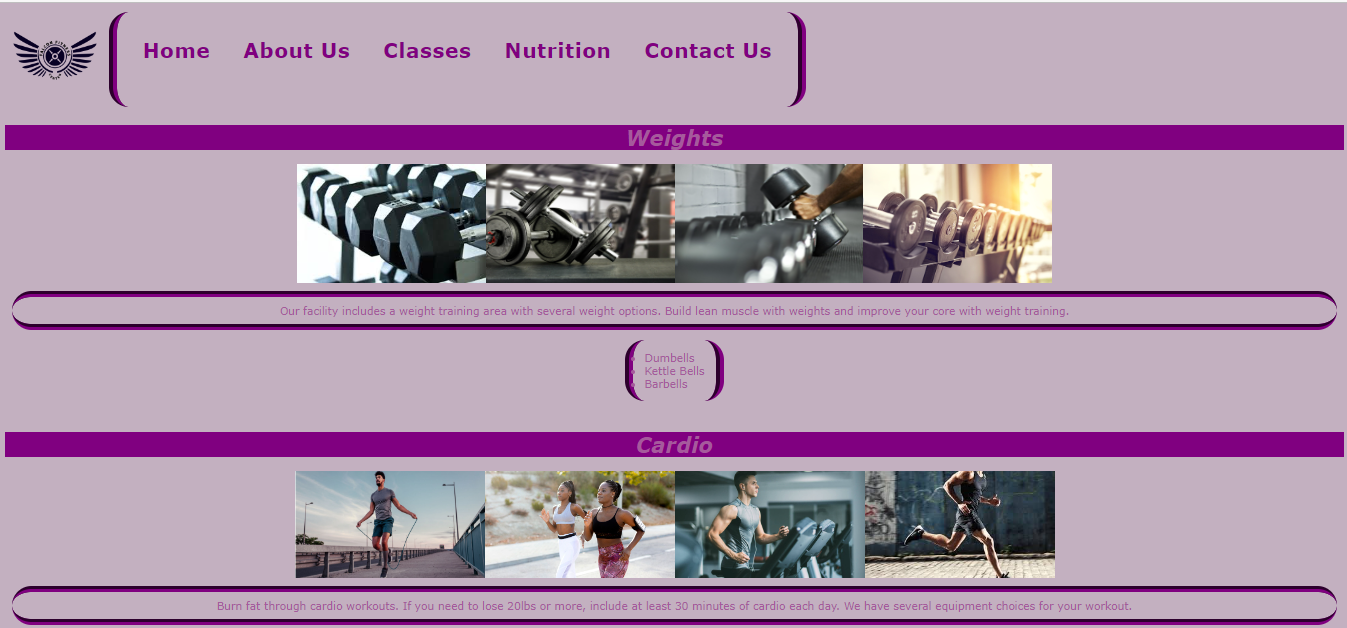 Home About Us Classes Nutrition Contact Us
Weights
Our facility includes a weight training area with several weight options. Build lean muscle with weights and improve your core with weight training.
Dumbells
Kettle Bells
Barbells
Cardio
Burn fat through cardio workouts. If you need to lose 20lbs or more, include at least 30 minutes of cardio each day. We have several equipment choices for your workout.